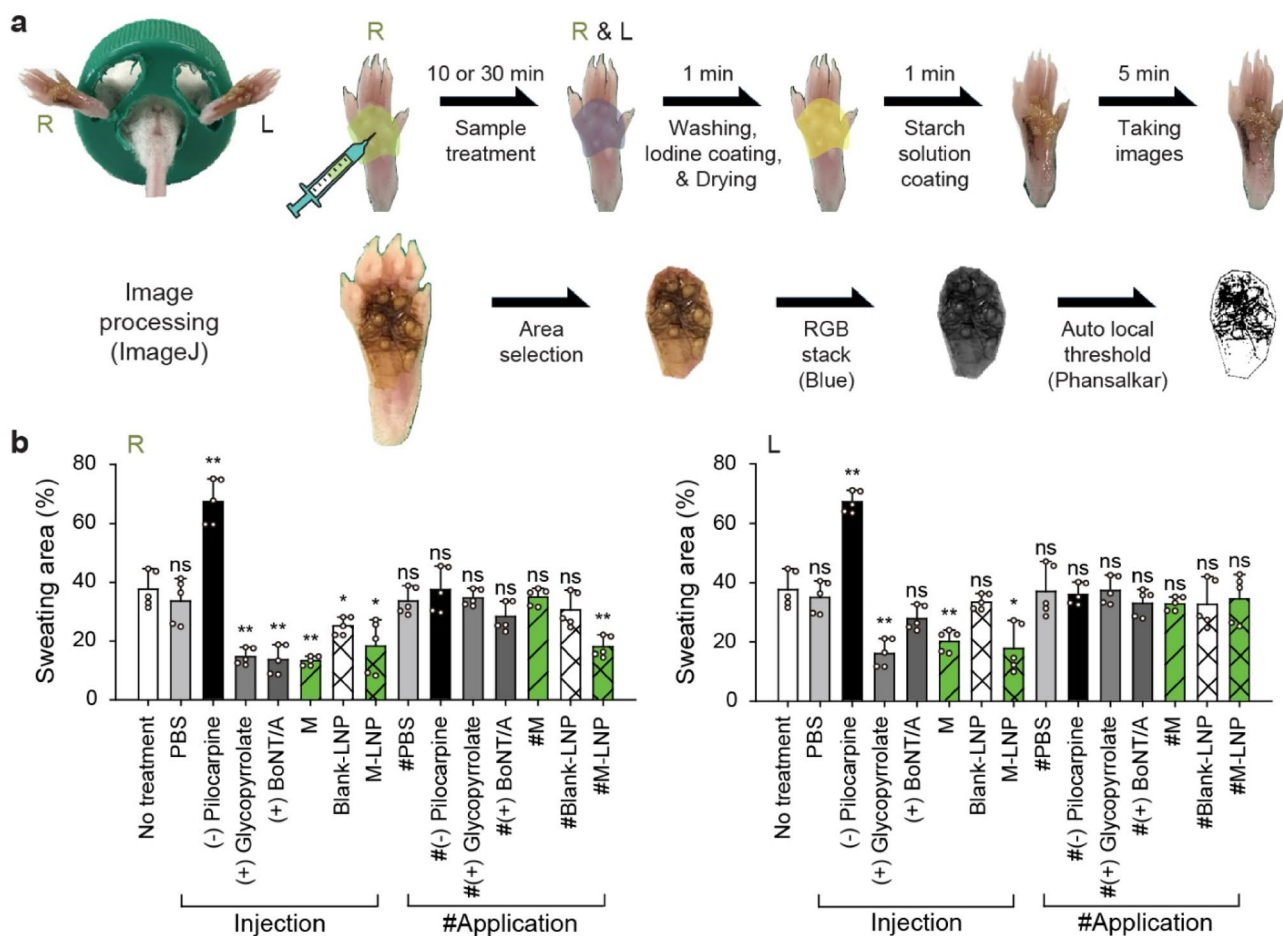 a
R
L
R
10 or 30 min
Sample
treatment
R & L
1 min
Washing,
Iodine coating,
& Drying
1 min
Starch
solution
coating
5 min
Taking
images
Image
processing
(ImageJ)
Area
selection
RGB
stack
(Blue)
Auto local
threshold
(Phansalkar)
b
R
Sweating area (%)
80
60
40
20
0
ns
**
**
**
**
*
*
ns
ns
ns
ns
ns
ns
**
No treatment
PBS
(-) Pilocarpine
(+) Glycopyrrolate
(+) BoNT/A
M
Blank-LNP
M-LNP
#PBS
#(-) Pilocarpine
#(+) Glycopyrrolate
#(+) BoNT/A
#M
#Blank-LNP
#M-LNP
Injection
#Application
L
Sweating area (%)
80
60
40
20
0
ns
**
**
ns
**
ns
*
ns
ns
ns
ns
ns
ns
ns
No treatment
PBS
(-) Pilocarpine
(+) Glycopyrrolate
(+) BoNT/A
M
Blank-LNP
M-LNP
#PBS
#(-) Pilocarpine
#(+) Glycopyrrolate
#(+) BoNT/A
#M
#Blank-LNP
#M-LNP
Injection
#Application